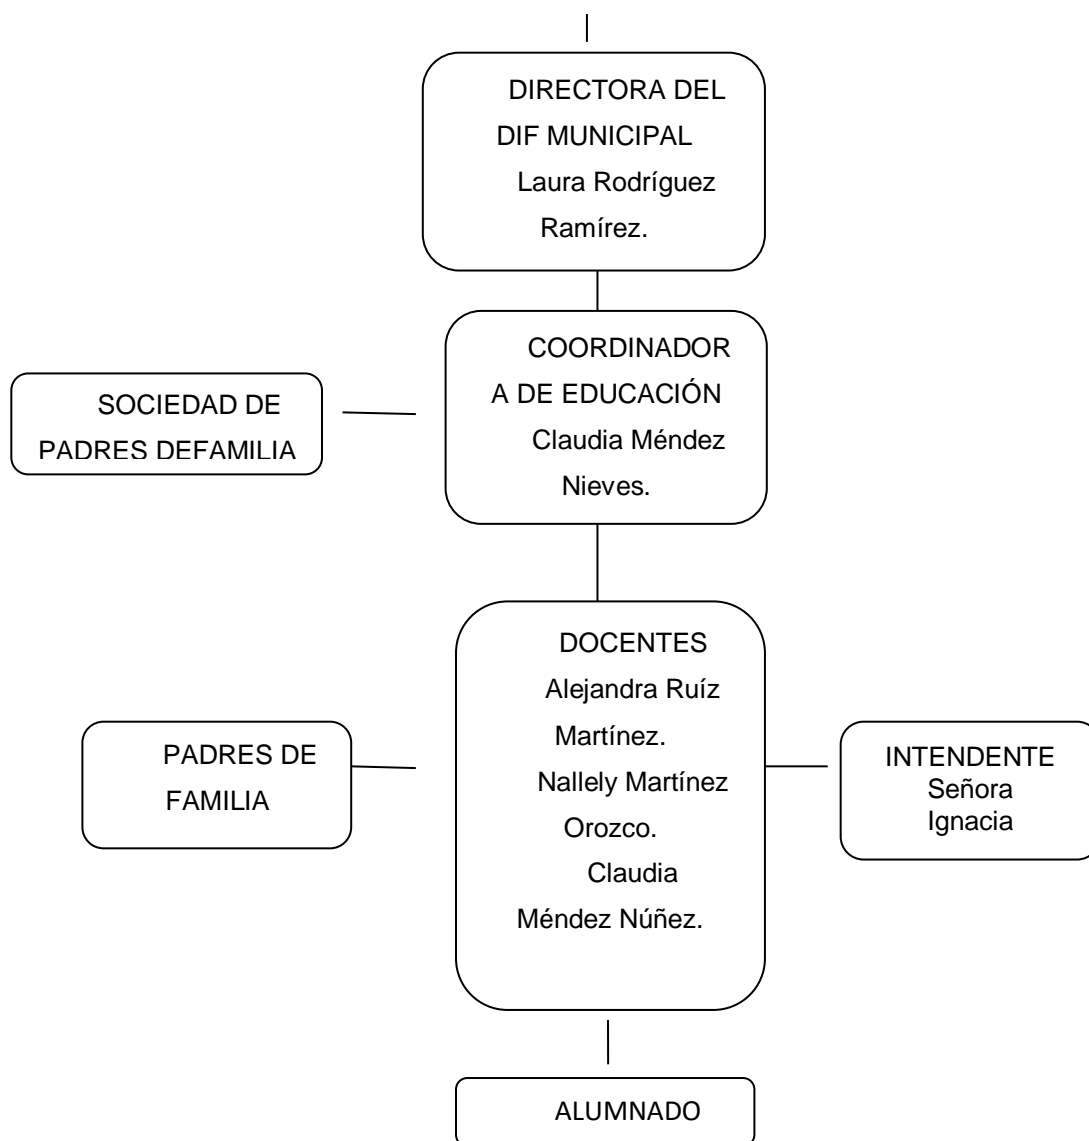 DIRECTORA DEL
DIF MUNICIPAL
Laura Rodríguez
Ramírez.
COORDINADOR
A DE EDUCACIÓN
Claudia Méndez
Nieves.
SOCIEDAD DE
PADRES DEFAMILIA
DOCENTES
Alejandra Ruíz
Martínez.
Nallely Martínez
Orozco.
Claudia
Méndez Núñez.
PADRES DE
FAMILIA
INTENDENTE
Señora
Ignacia
ALUMNADO